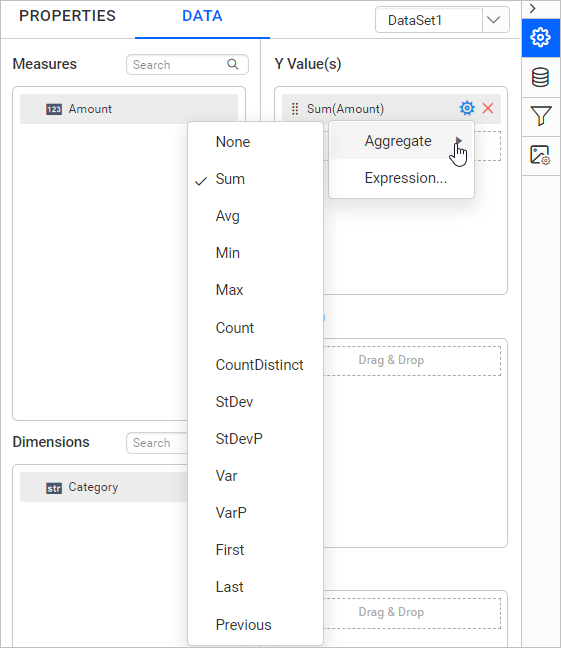 PROPERTIES
DATA
DataSet1
Measures
Search
123 Amount
Y Value(s)
Sum(Amount)
Aggregate
Expression...
None
Sum
Avg
Min
Max
Count
CountDistinct
StDev
StDevP
Var
VarP
First
Last
Previous
Drag & Drop
Dimensions
Search
str Category
Drag & Drop